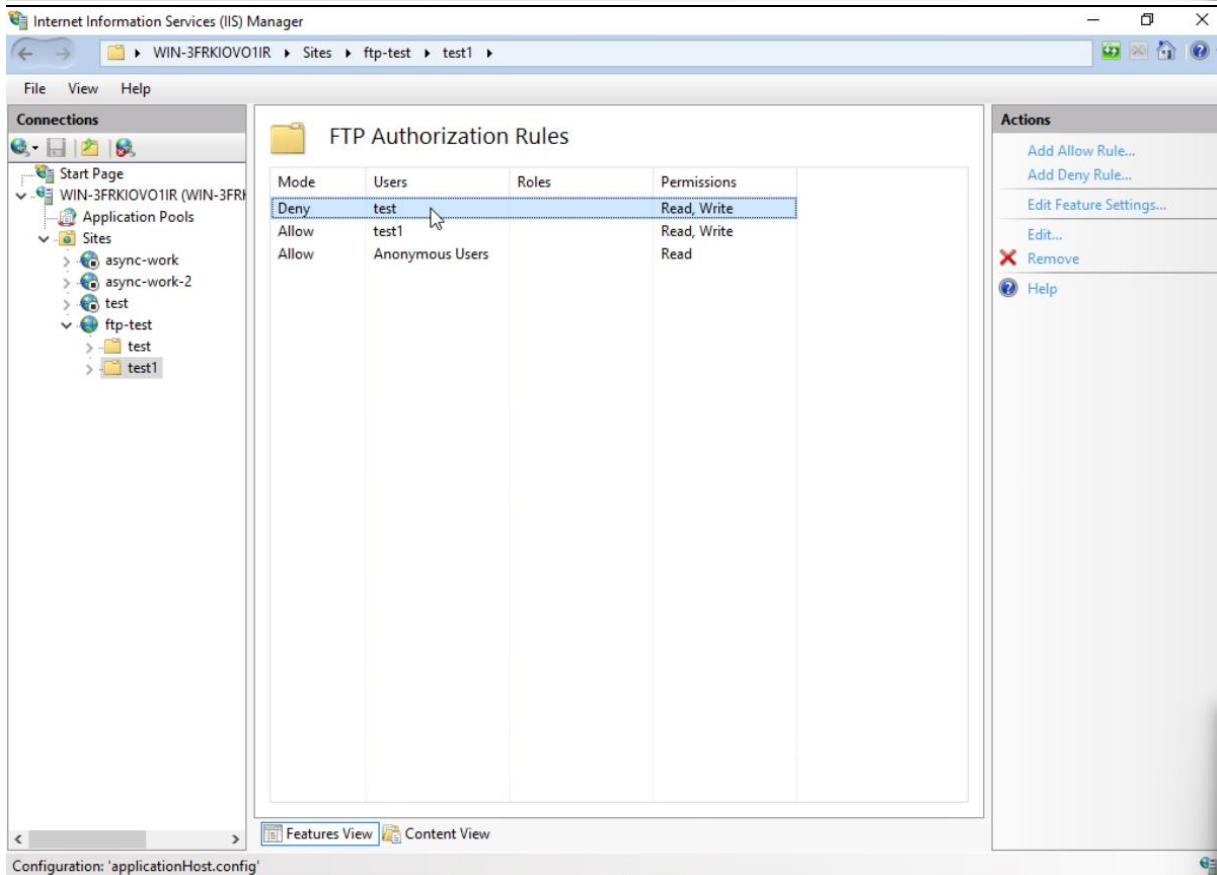 Internet Information Services (IIS) Manager
WIN-3FRKIOVO1IR ▸ Sites ▸ ftp-test ▸ test1 ▸
File View Help
Connections
Start Page
WIN-3FRKIOVO1IR (WIN-3FRK
Application Pools
Sites
async-work
async-work-2
test
ftp-test
test
test1
FTP Authorization Rules
Mode Users Roles Permissions
Deny test Read, Write
Allow test1 Read, Write
Allow Anonymous Users Read
Features View Content View
Actions
Add Allow Rule...
Add Deny Rule...
Edit Feature Settings...
Edit...
Remove
Help
Configuration: 'applicationHost.config'